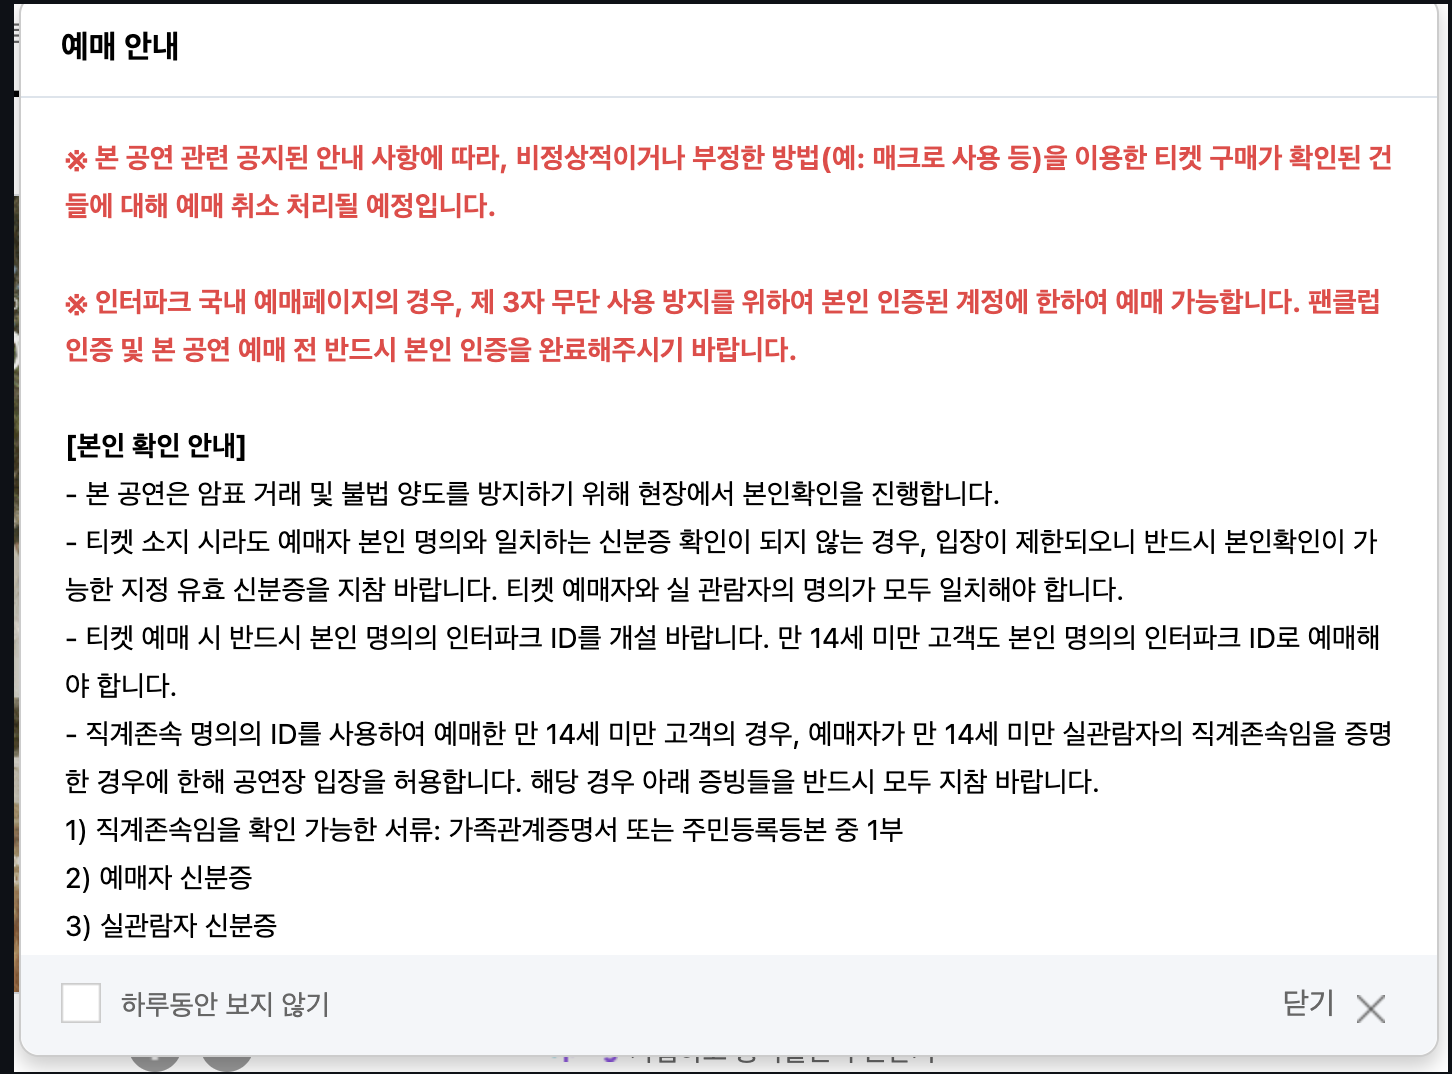 예매 안내
※ 본 공연 관련 공지된 안내 사항에 따라, 비정상적이거나 부정한 방법(예: 매크로 사용 등)을 이용한 티켓 구매가 확인된 건
들에 대해 예매 취소 처리될 예정입니다.
※ 인터파크 국내 예매페이지의 경우, 제 3자 무단 사용 방지를 위하여 본인 인증된 계정에 한하여 예매 가능합니다. 팬클럽
인증 및 본 공연 예매 전 반드시 본인 인증을 완료해주시기 바랍니다.
[본인 확인 안내]
- 본 공연은 암표 거래 및 불법 양도를 방지하기 위해 현장에서 본인확인을 진행합니다.
- 티켓 소지 시라도 예매자 본인 명의와 일치하는 신분증 확인이 되지 않는 경우, 입장이 제한되오니 반드시 본인확인이 가
능한 지정 유효 신분증을 지참 바랍니다. 티켓 예매자와 실 관람자의 명의가 모두 일치해야 합니다.
- 티켓 예매 시 반드시 본인 명의의 인터파크 ID를 개설 바랍니다. 만 14세 미만 고객도 본인 명의의 인터파크 ID로 예매해
야 합니다.
- 직계존속 명의의 ID를 사용하여 예매한 만 14세 미만 고객의 경우, 예매자가 만 14세 미만 실관람자의 직계존속임을 증명
한 경우에 한해 공연장 입장을 허용합니다. 해당 경우 아래 증빙들을 반드시 모두 지참 바랍니다.
1) 직계존속임을 확인 가능한 서류: 가족관계증명서 또는 주민등록등본 중 1부
2) 예매자 신분증
3) 실관람자 신분증
하루동안 보지 않기
닫기